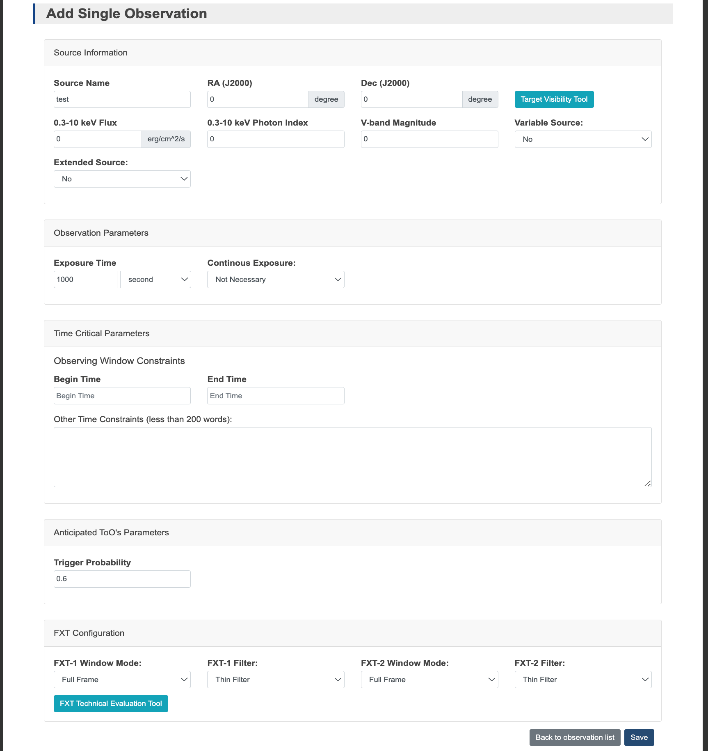 Add Single Observation
Source Information
Source Name RA (J2000) Dec (J2000)
test 0 degree 0 degree Target Visibility Tool
0.3-10 keV Flux 0.3-10 keV Photon Index V-band Magnitude Variable Source:
0 erg/cm^2/s 0 0 No
Extended Source:
No
Observation Parameters
Exposure Time Continous Exposure:
1000 second Not Necessary
Time Critical Parameters
Observing Window Constraints
Begin Time End Time
Begin Time End Time
Other Time Constraints (less than 200 words):
Anticipated ToO's Parameters
Trigger Probability
0.6
FXT Configuration
FXT-1 Window Mode: FXT-1 Filter: FXT-2 Window Mode: FXT-2 Filter:
Full Frame Thin Filter Full Frame Thin Filter
FXT Technical Evaluation Tool
Back to observation list Save